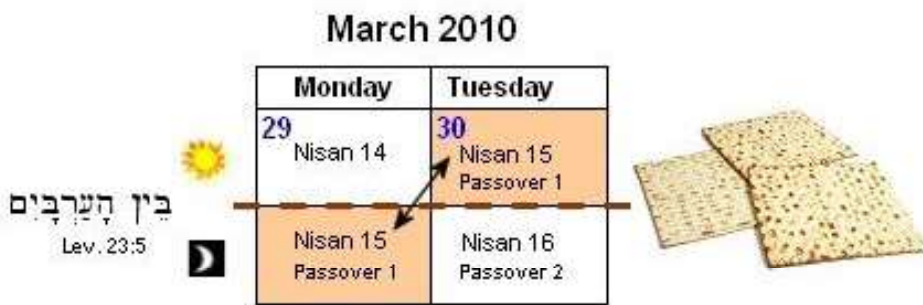 March 2010
Monday Tuesday
29 30
Nisan 14 Nisan 15
Passover 1
בֵּין הָעַרְבָּיִם
Lev. 23:5
Nisan 15 Nisan 16
Passover 1 Passover 2